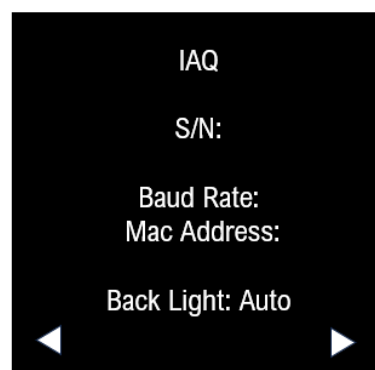 IAQ
S/N:
Baud Rate:
Mac Address:
Back Light: Auto